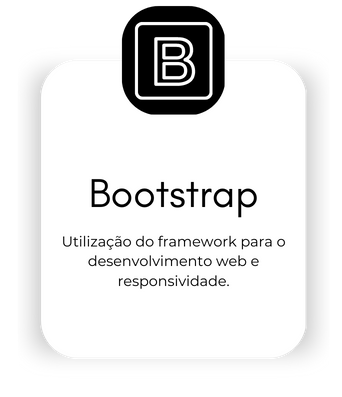 B
Bootstrap
Utilização do framework para o
desenvolvimento web e
responsividade.